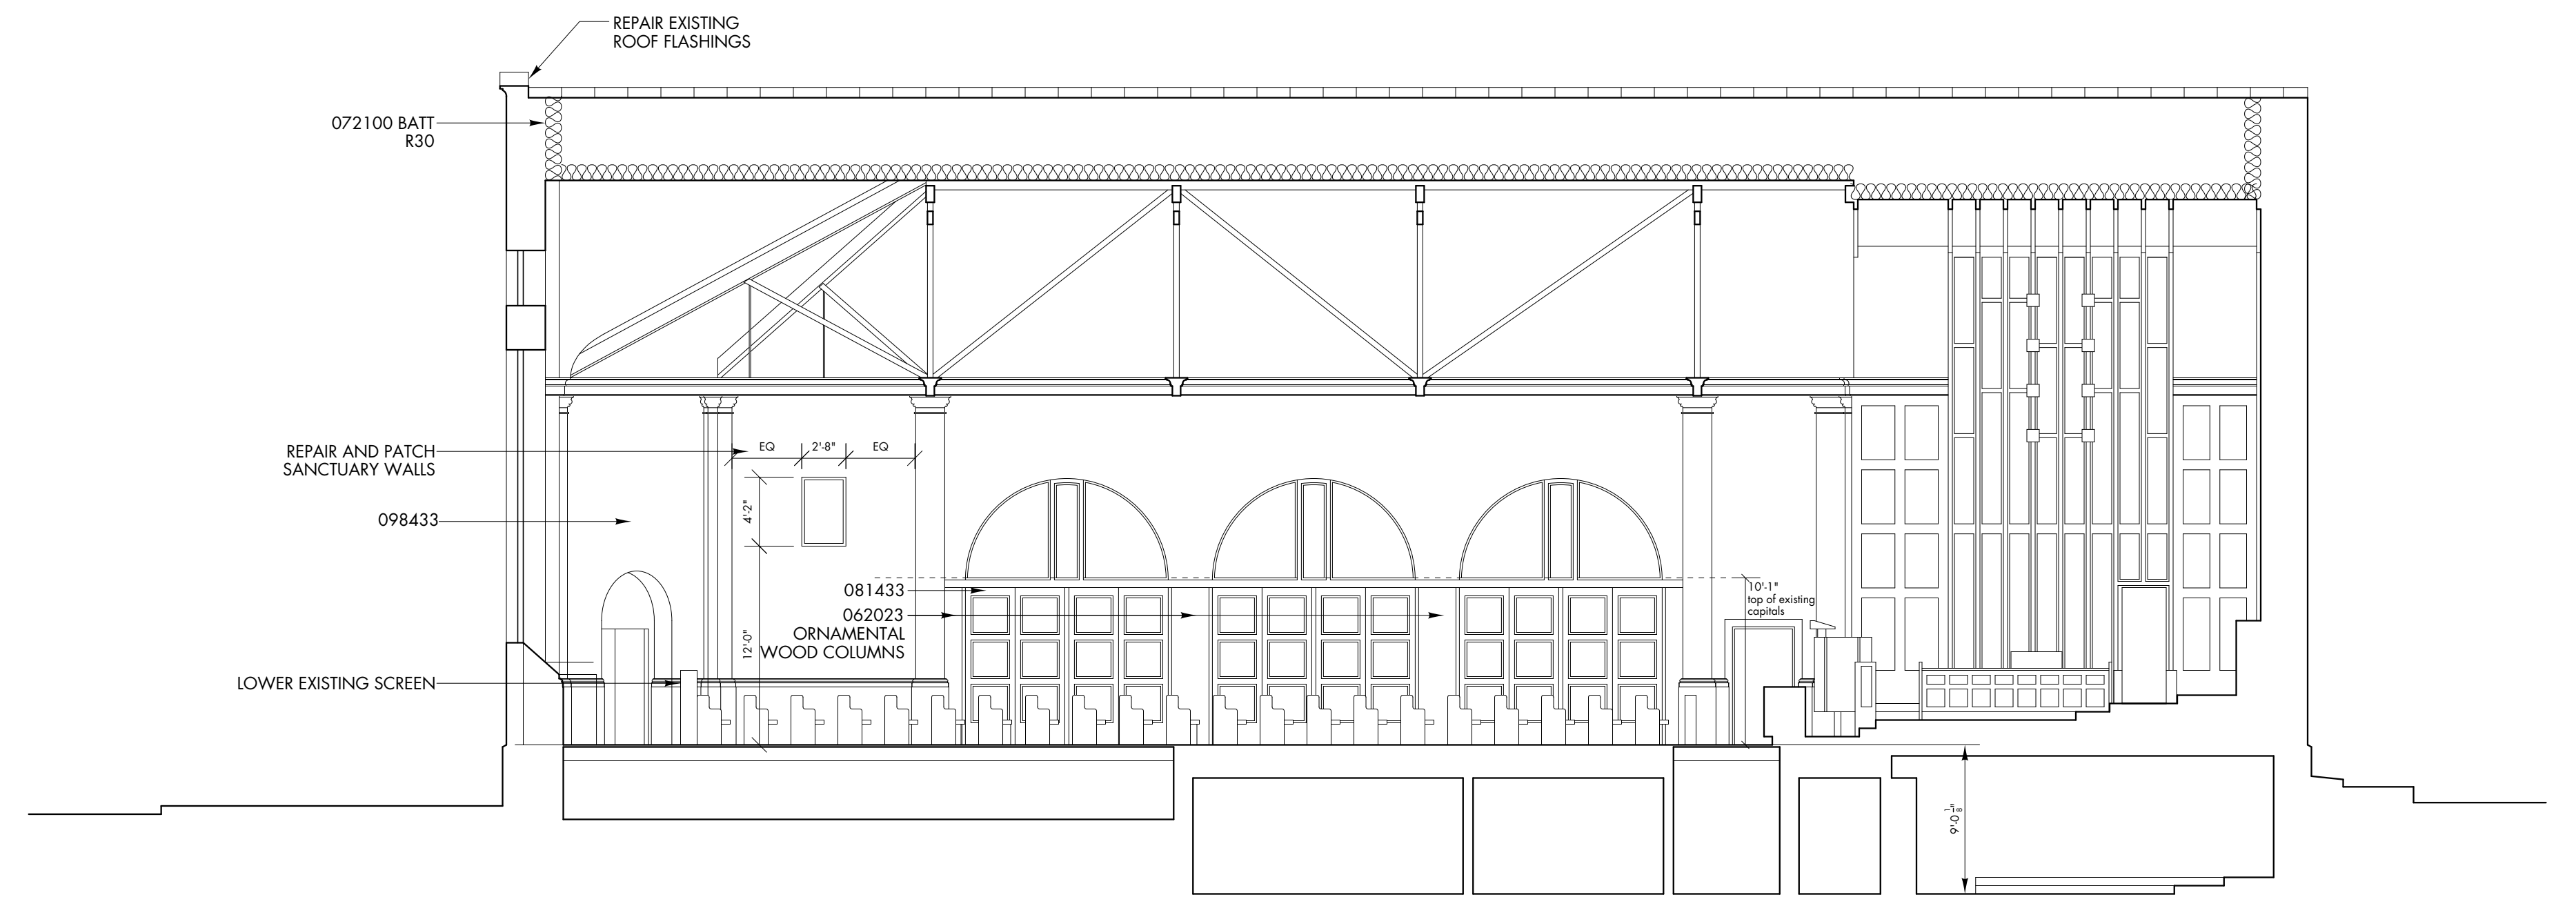 REPAIR EXISTING
ROOF FLASHINGS
072100 BATT
R30
REPAIR AND PATCH
SANCTUARY WALLS
EQ
2'-8"
EQ
4'-2"
098433
12'-0"
081433
062023
ORNAMENTAL
WOOD COLUMNS
10'-1"
top of existing
capitals
LOWER EXISTING SCREEN
9'-0 1/8"